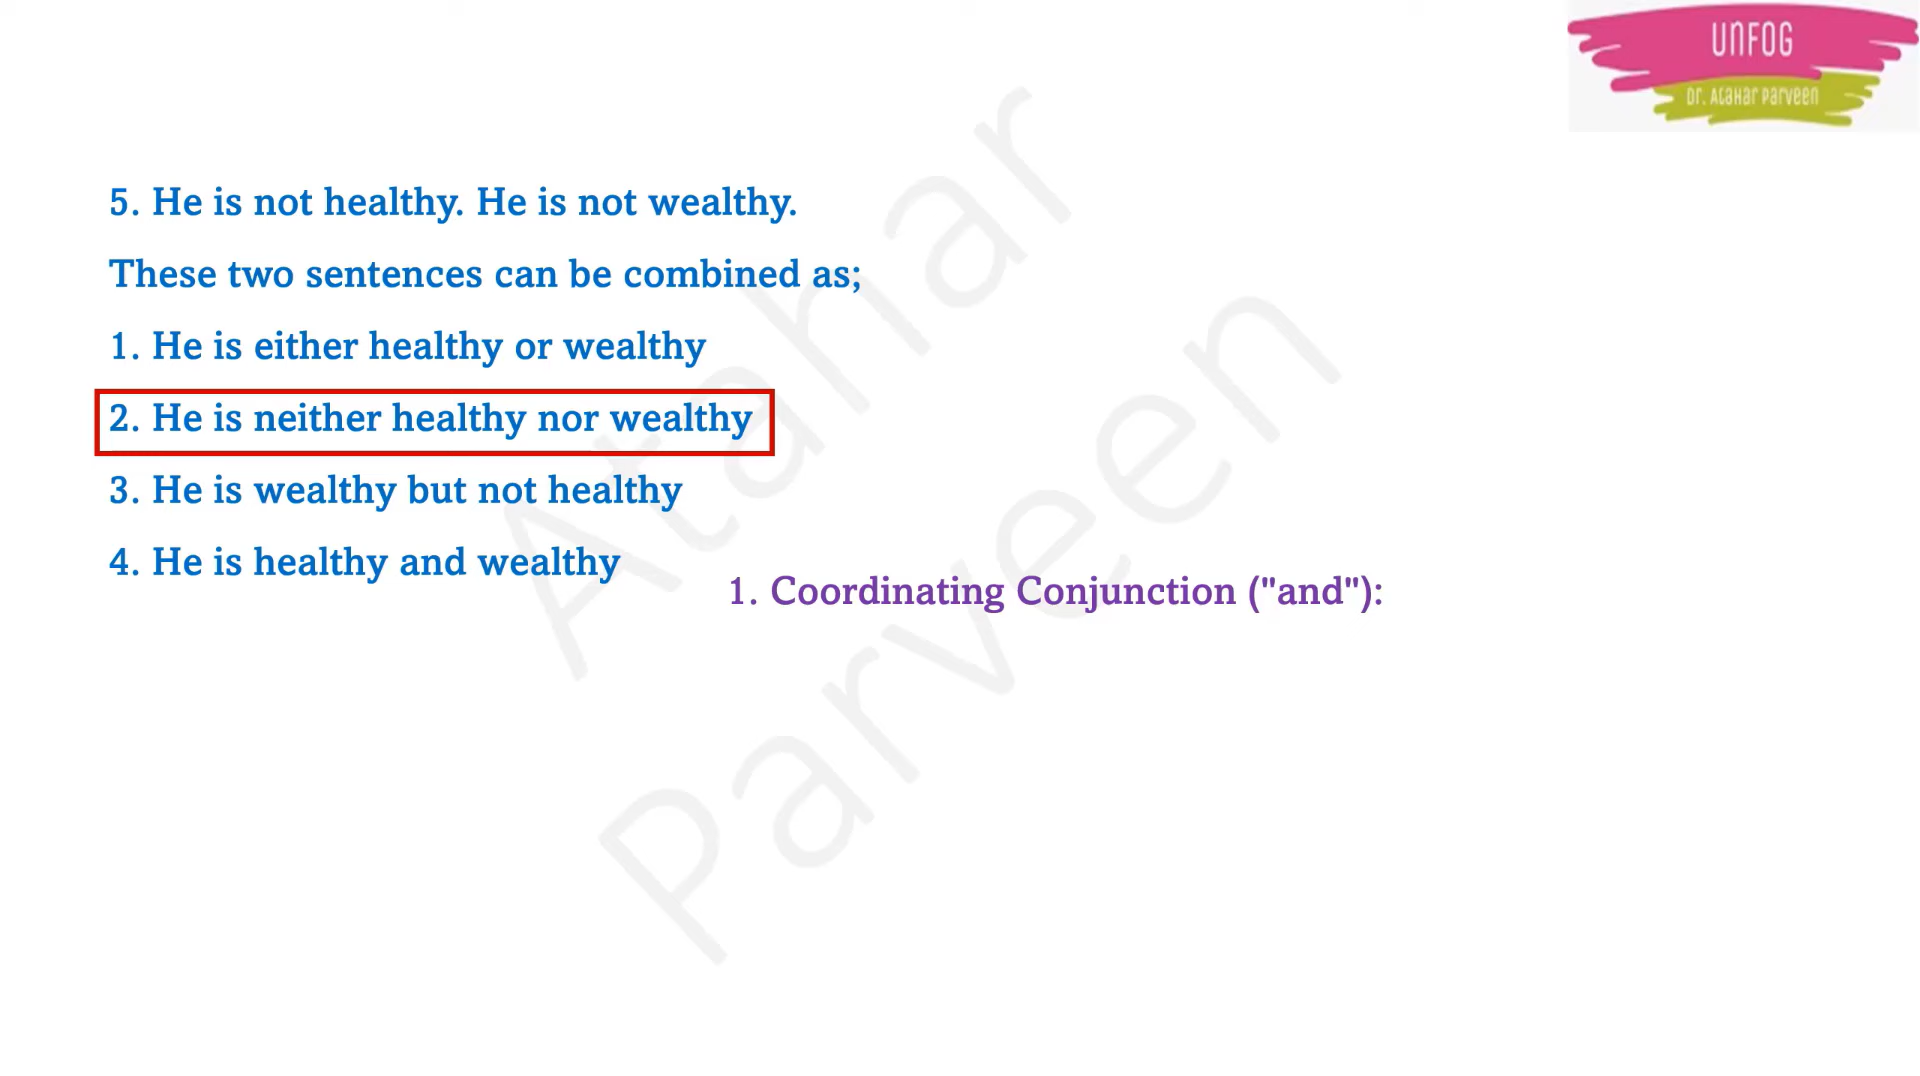 UNFOG
Dr. Atahar Parveen
5. He is not healthy. He is not wealthy.
These two sentences can be combined as;
1. He is either healthy or wealthy
2. He is neither healthy nor wealthy
3. He is wealthy but not healthy
4. He is healthy and wealthy
1. Coordinating Conjunction ("and"):
Atahar
Parveen